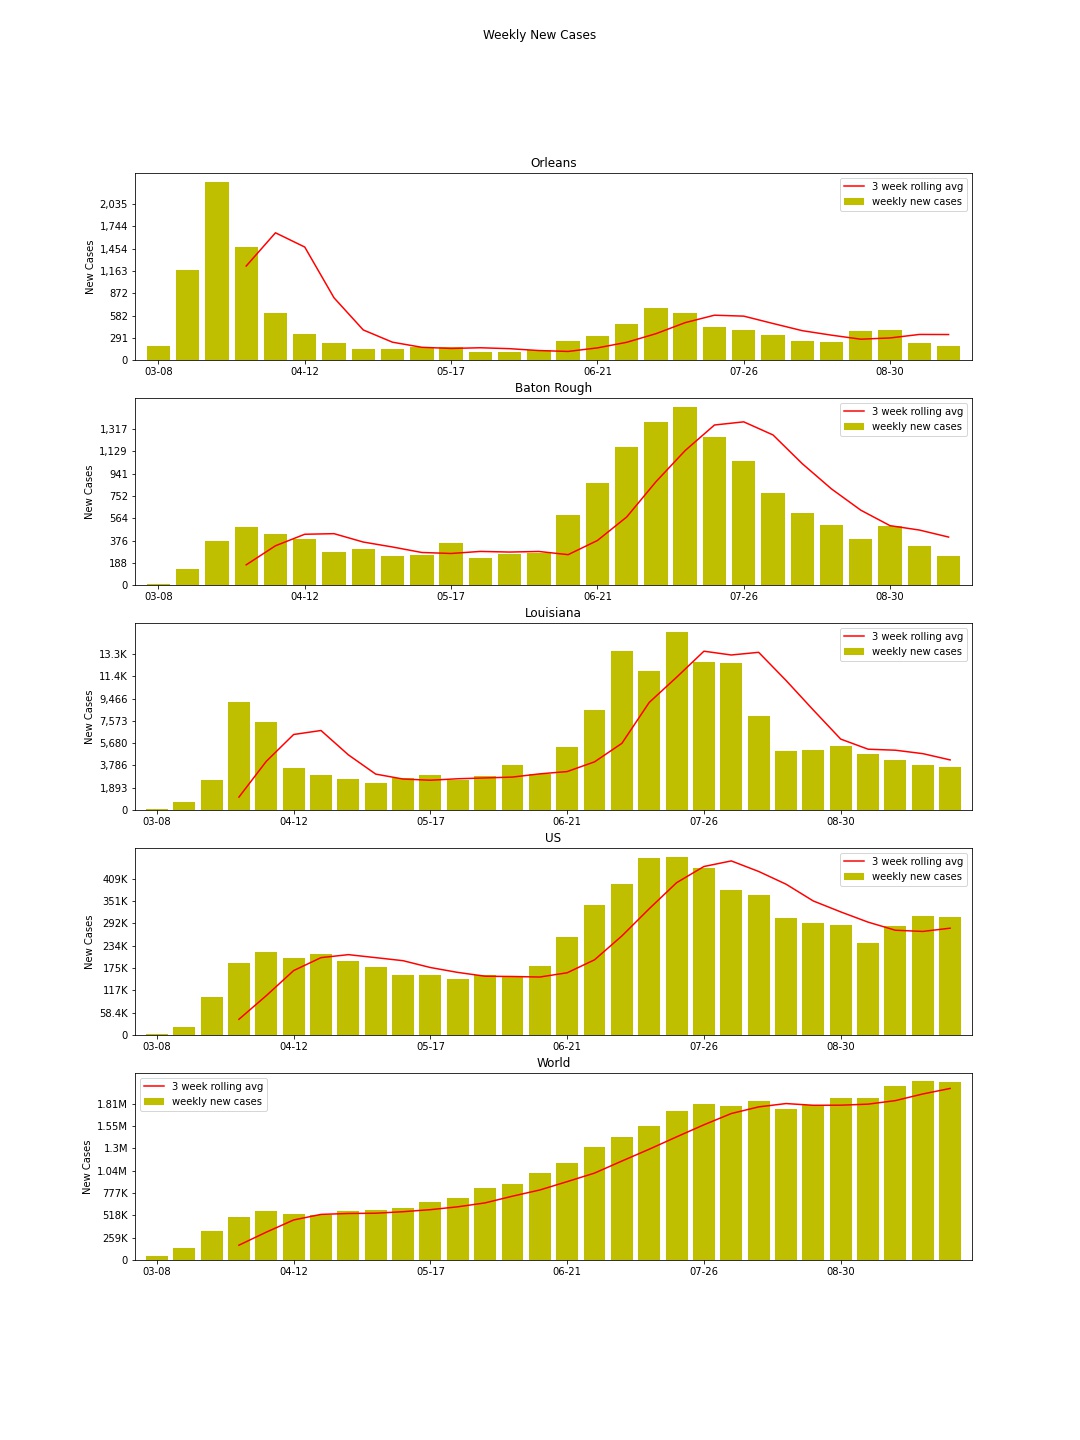 Weekly New Cases
Orleans
3 week rolling avg
weekly new cases
New Cases
2,035
1,744
1,454
1,163
872
582
291
0
03-08 04-12 05-17 06-21 07-26 08-30
Baton Rough
3 week rolling avg
weekly new cases
New Cases
1,317
1,129
941
752
564
376
188
0
03-08 04-12 05-17 06-21 07-26 08-30
Louisiana
3 week rolling avg
weekly new cases
New Cases
13.3K
11.4K
9,466
7,573
5,680
3,786
1,893
0
03-08 04-12 05-17 06-21 07-26 08-30
US
3 week rolling avg
weekly new cases
New Cases
409K
351K
292K
234K
175K
117K
58.4K
0
03-08 04-12 05-17 06-21 07-26 08-30
World
3 week rolling avg
weekly new cases
New Cases
1.81M
1.55M
1.3M
1.04M
777K
518K
259K
0
03-08 04-12 05-17 06-21 07-26 08-30